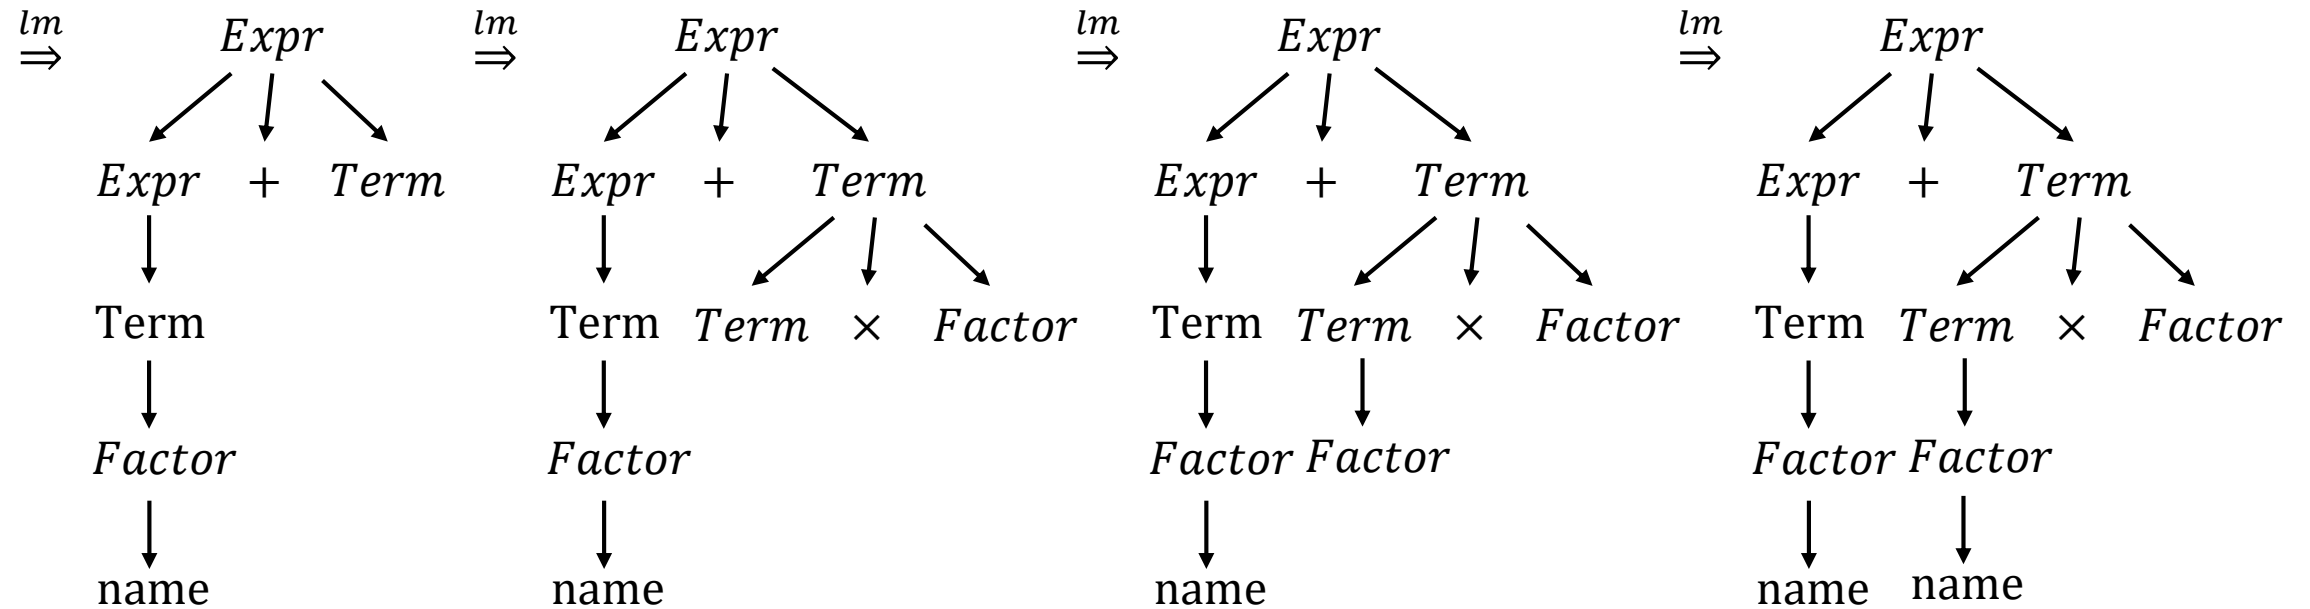 lm lm lm lm
⇒ Expr ⇒ Expr ⇒ Expr ⇒ Expr
Expr + Term Expr + Term Expr + Term Expr + Term
Term Term Term × Factor Term Term × Factor Term Term × Factor
Factor Factor Factor Factor Factor Factor
name name name name name